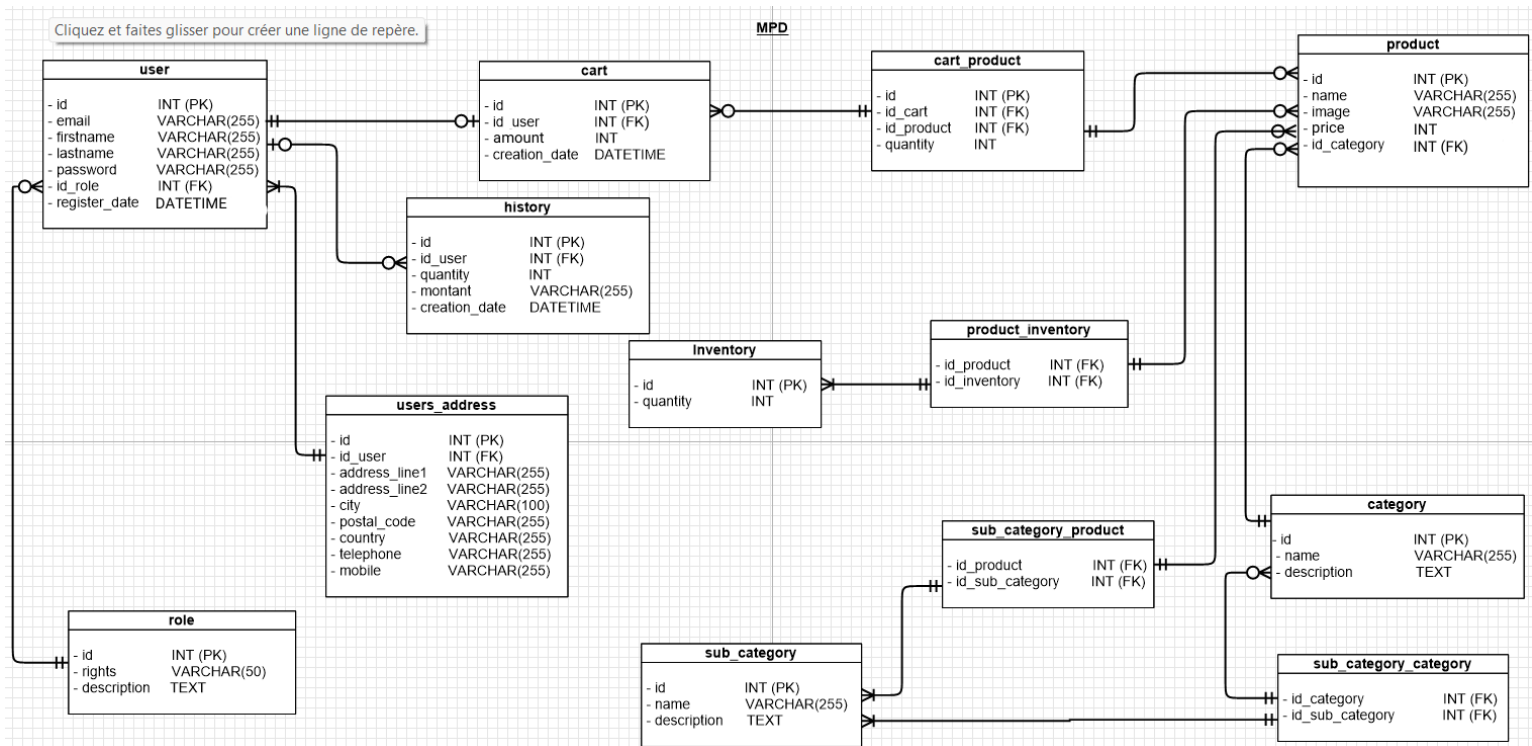 Cliquez et faites glisser pour créer une ligne de repère.
MPD
user
- id INT (PK)
- email VARCHAR(255)
- firstname VARCHAR(255)
- lastname VARCHAR(255)
- password VARCHAR(255)
- id_role INT (FK)
- register_date DATETIME
cart
- id INT (PK)
- id_user INT (FK)
- amount INT
- creation_date DATETIME
cart_product
- id INT (PK)
- id_cart INT (FK)
- id_product INT (FK)
- quantity INT
product
- id INT (PK)
- name VARCHAR(255)
- image VARCHAR(255)
- price INT
- id_category INT (FK)
history
- id INT (PK)
- id_user INT (FK)
- quantity INT
- montant VARCHAR(255)
- creation_date DATETIME
Inventory
- id INT (PK)
- quantity INT
product_inventory
- id_product INT (FK)
- id_inventory INT (FK)
users_address
- id INT (PK)
- id_user INT (FK)
- address_line1 VARCHAR(255)
- address_line2 VARCHAR(255)
- city VARCHAR(100)
- postal_code VARCHAR(255)
- country VARCHAR(255)
- telephone VARCHAR(255)
- mobile VARCHAR(255)
category
- id INT (PK)
- name VARCHAR(255)
- description TEXT
sub_category_product
- id_product INT (FK)
- id_sub_category INT (FK)
role
- id INT (PK)
- rights VARCHAR(50)
- description TEXT
sub_category
- id INT (PK)
- name VARCHAR(255)
- description TEXT
sub_category_category
- id_category INT (FK)
- id_sub_category INT (FK)